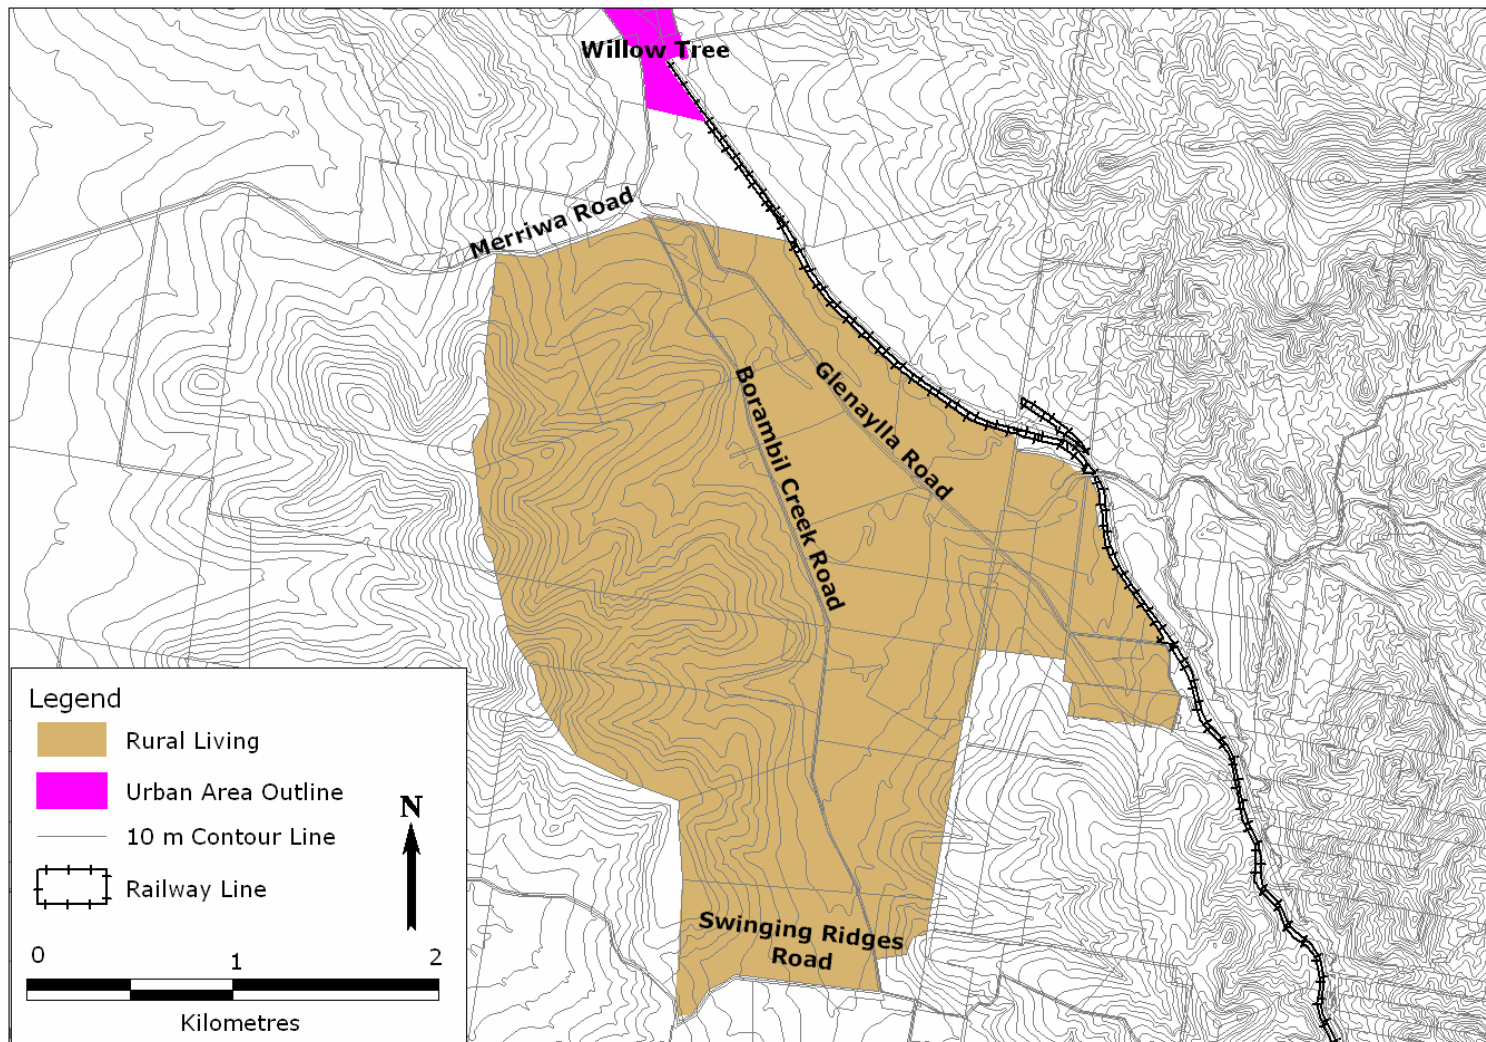 Willow Tree
Merriwa Road
Glenaylla Road
Borambil Creek Road
Swinging Ridges
Road
Legend
Rural Living
Urban Area Outline
10 m Contour Line
Railway Line
N
0 1 2
Kilometres